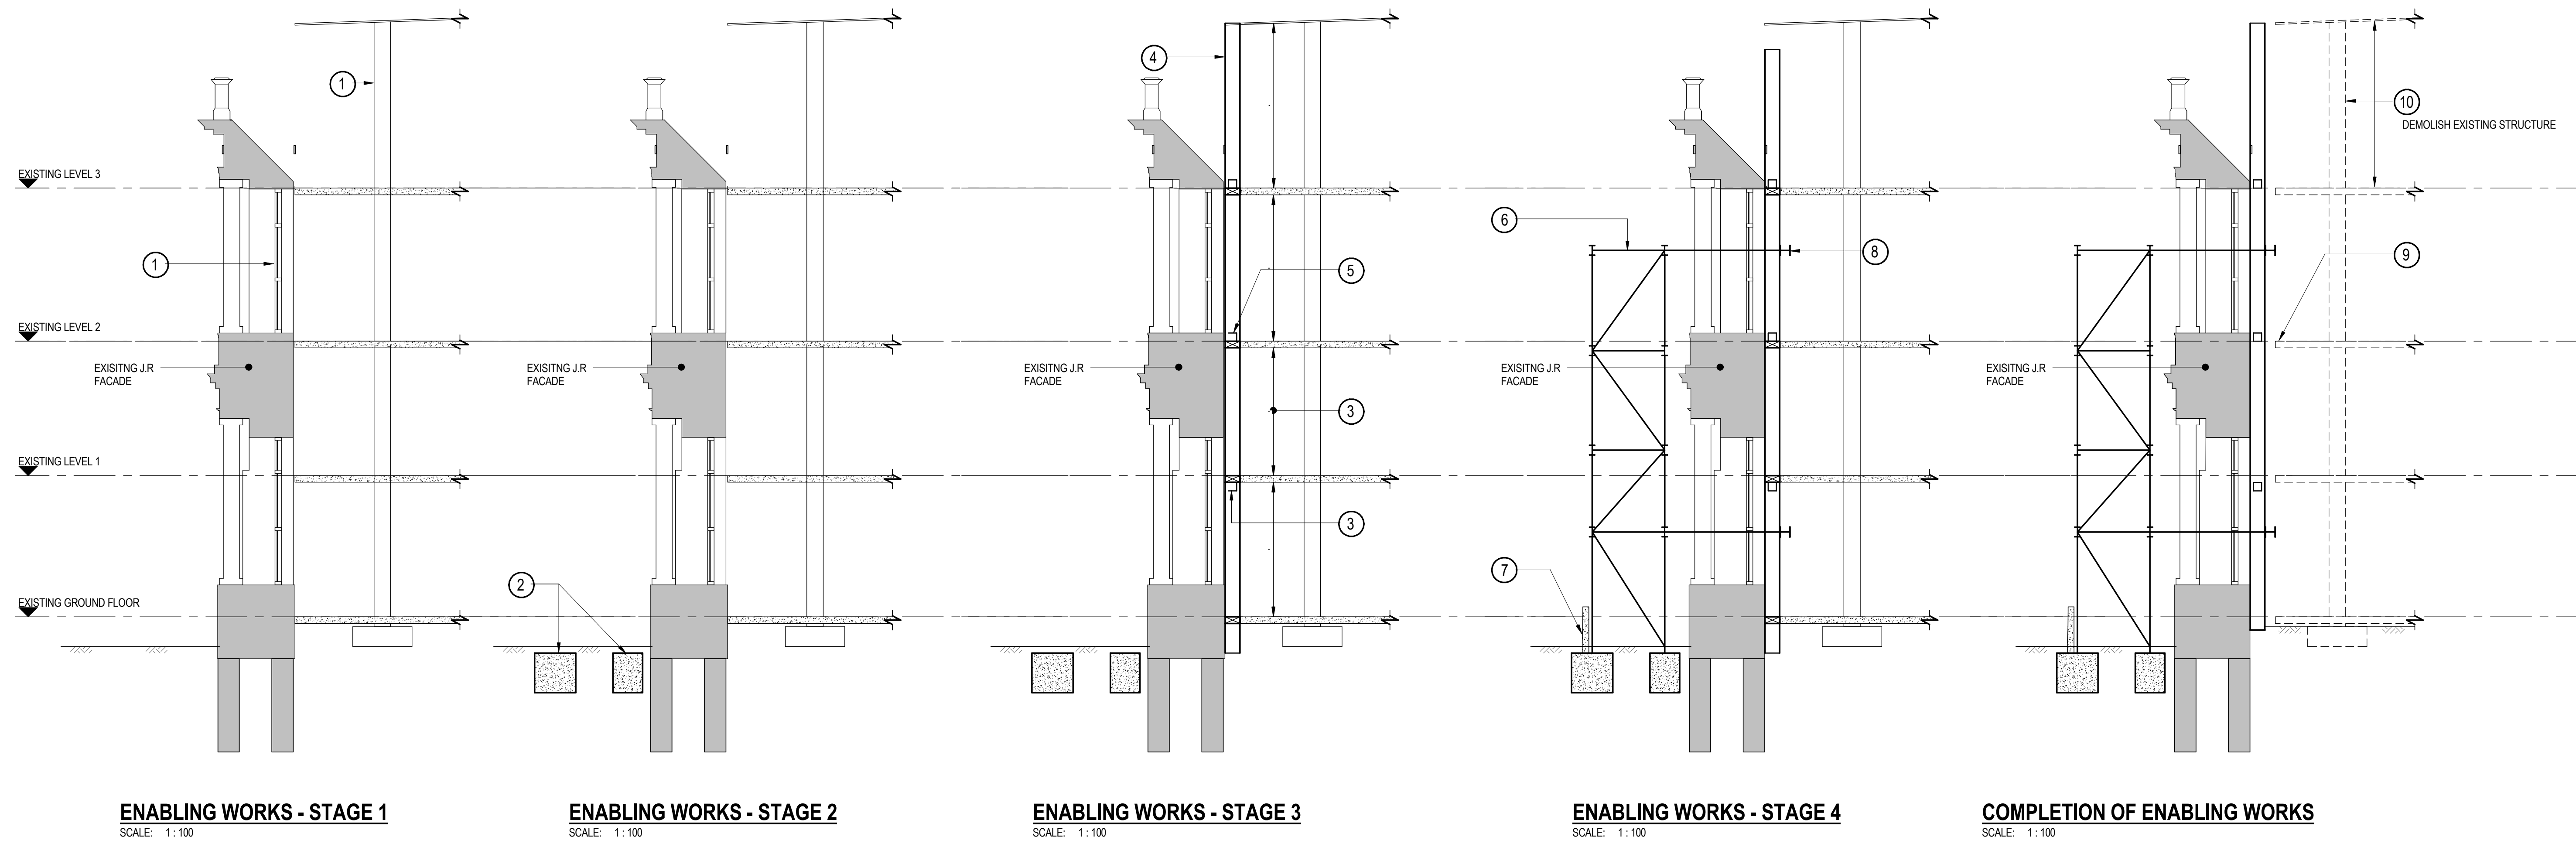 4
1
10
DEMOLISH EXISTING STRUCTURE
EXISTING LEVEL 3
6
1
5
8
9
EXISTING LEVEL 2
EXISITNG J.R
FACADE
EXISITNG J.R
FACADE
EXISITNG J.R
FACADE
EXISITNG J.R
FACADE
EXISITNG J.R
FACADE
3
EXISTING LEVEL 1
3
7
2
EXISTING GROUND FLOOR
ENABLING WORKS - STAGE 1
SCALE: 1 : 100
ENABLING WORKS - STAGE 2
SCALE: 1 : 100
ENABLING WORKS - STAGE 3
SCALE: 1 : 100
ENABLING WORKS - STAGE 4
SCALE: 1 : 100
COMPLETION OF ENABLING WORKS
SCALE: 1 : 100